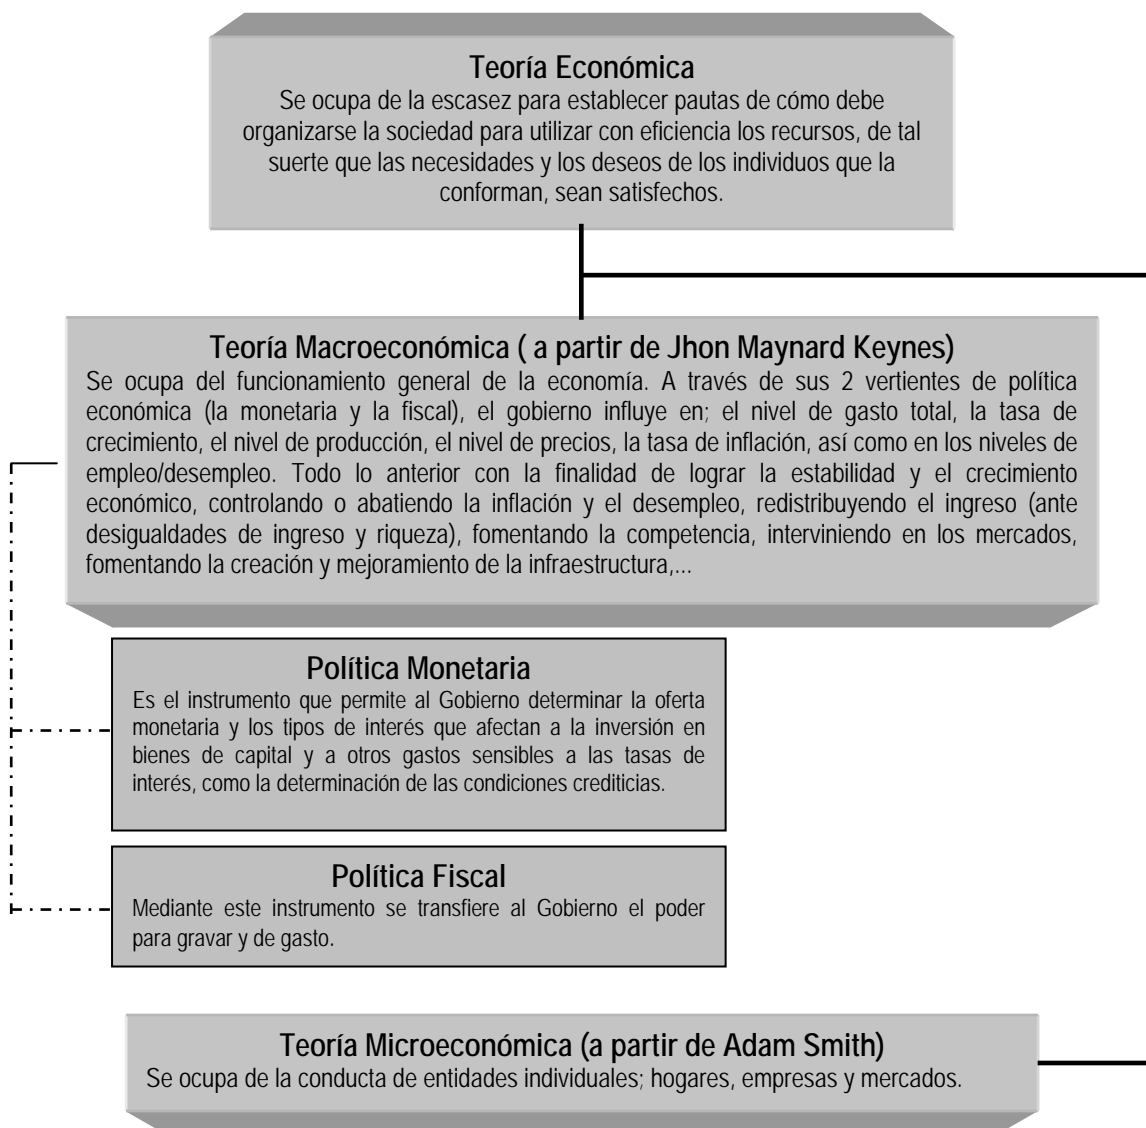 Teoría Económica
Se ocupa de la escasez para establecer pautas de cómo debe
organizarse la sociedad para utilizar con eficiencia los recursos, de tal
suerte que las necesidades y los deseos de los individuos que la
conforman, sean satisfechos.
Teoría Macroeconómica ( a partir de Jhon Maynard Keynes)
Se ocupa del funcionamiento general de la economía. A través de sus 2 vertientes de política
económica (la monetaria y la fiscal), el gobierno influye en; el nivel de gasto total, la tasa de
crecimiento, el nivel de producción, el nivel de precios, la tasa de inflación, así como en los niveles de
empleo/desempleo. Todo lo anterior con la finalidad de lograr la estabilidad y el crecimiento
económico, controlando o abatiendo la inflación y el desempleo, redistribuyendo el ingreso (ante
desigualdades de ingreso y riqueza), fomentando la competencia, interviniendo en los mercados,
fomentando la creación y mejoramiento de la infraestructura,...
Política Monetaria
Es el instrumento que permite al Gobierno determinar la oferta
monetaria y los tipos de interés que afectan a la inversión en
bienes de capital y a otros gastos sensibles a las tasas de
interés, como la determinación de las condiciones crediticias.
Política Fiscal
Mediante este instrumento se transfiere al Gobierno el poder
para gravar y de gasto.
Teoría Microeconómica (a partir de Adam Smith)
Se ocupa de la conducta de entidades individuales; hogares, empresas y mercados.